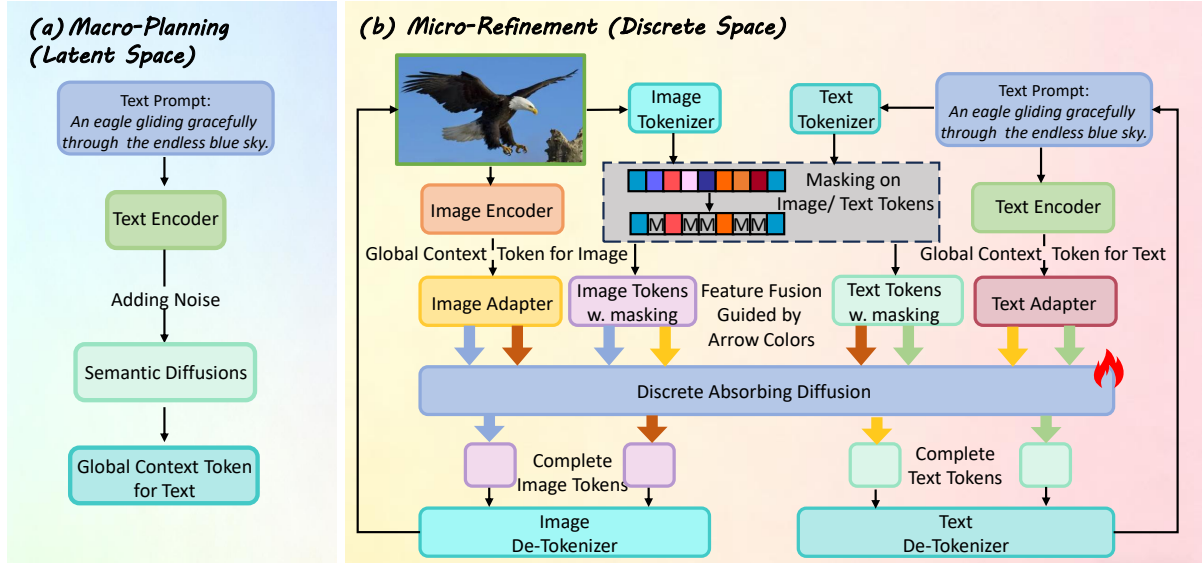 (a) Macro-Planning
(Latent Space)
Text Prompt:
An eagle gliding gracefully
through the endless blue sky.
Text Encoder
Adding Noise
Semantic Diffusions
Global Context Token
for Text
(b) Micro-Refinement (Discrete Space)
Image
Tokenizer
Text
Tokenizer
Text Prompt:
An eagle gliding gracefully
through the endless blue sky.
Image Encoder
Masking on
Image/ Text Tokens
M M M M M
Text Encoder
Global Context Token for Image
Global Context Token for Text
Image Adapter
Image Tokens
w. masking
Feature Fusion
Guided by
Arrow Colors
Text Tokens
w. masking
Text Adapter
Discrete Absorbing Diffusion
Complete
Image Tokens
Complete
Text Tokens
Image
De-Tokenizer
Text
De-Tokenizer